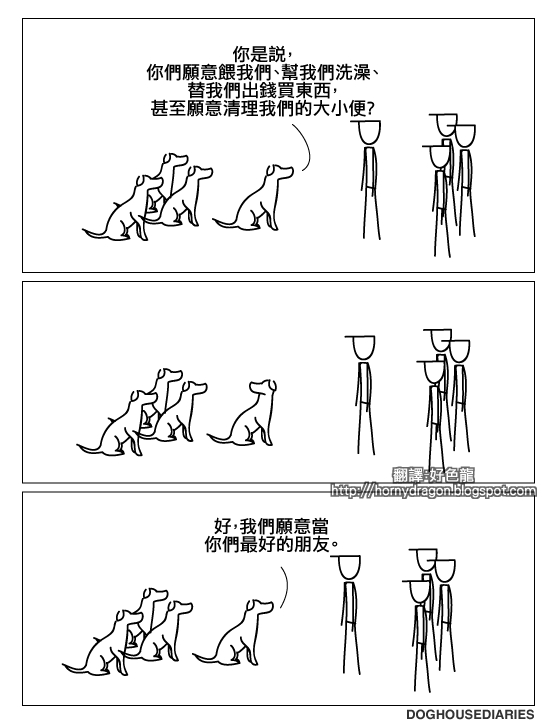 你是説，
你們願意餵我們、幫我們洗澡、
替我們出錢買東西，
甚至願意清理我們的大小便？
翻譯：好色龍
http://hornydragon.blogspot.com
好，我們願意當
你們最好的朋友。
DOGHOUSEDIARIES